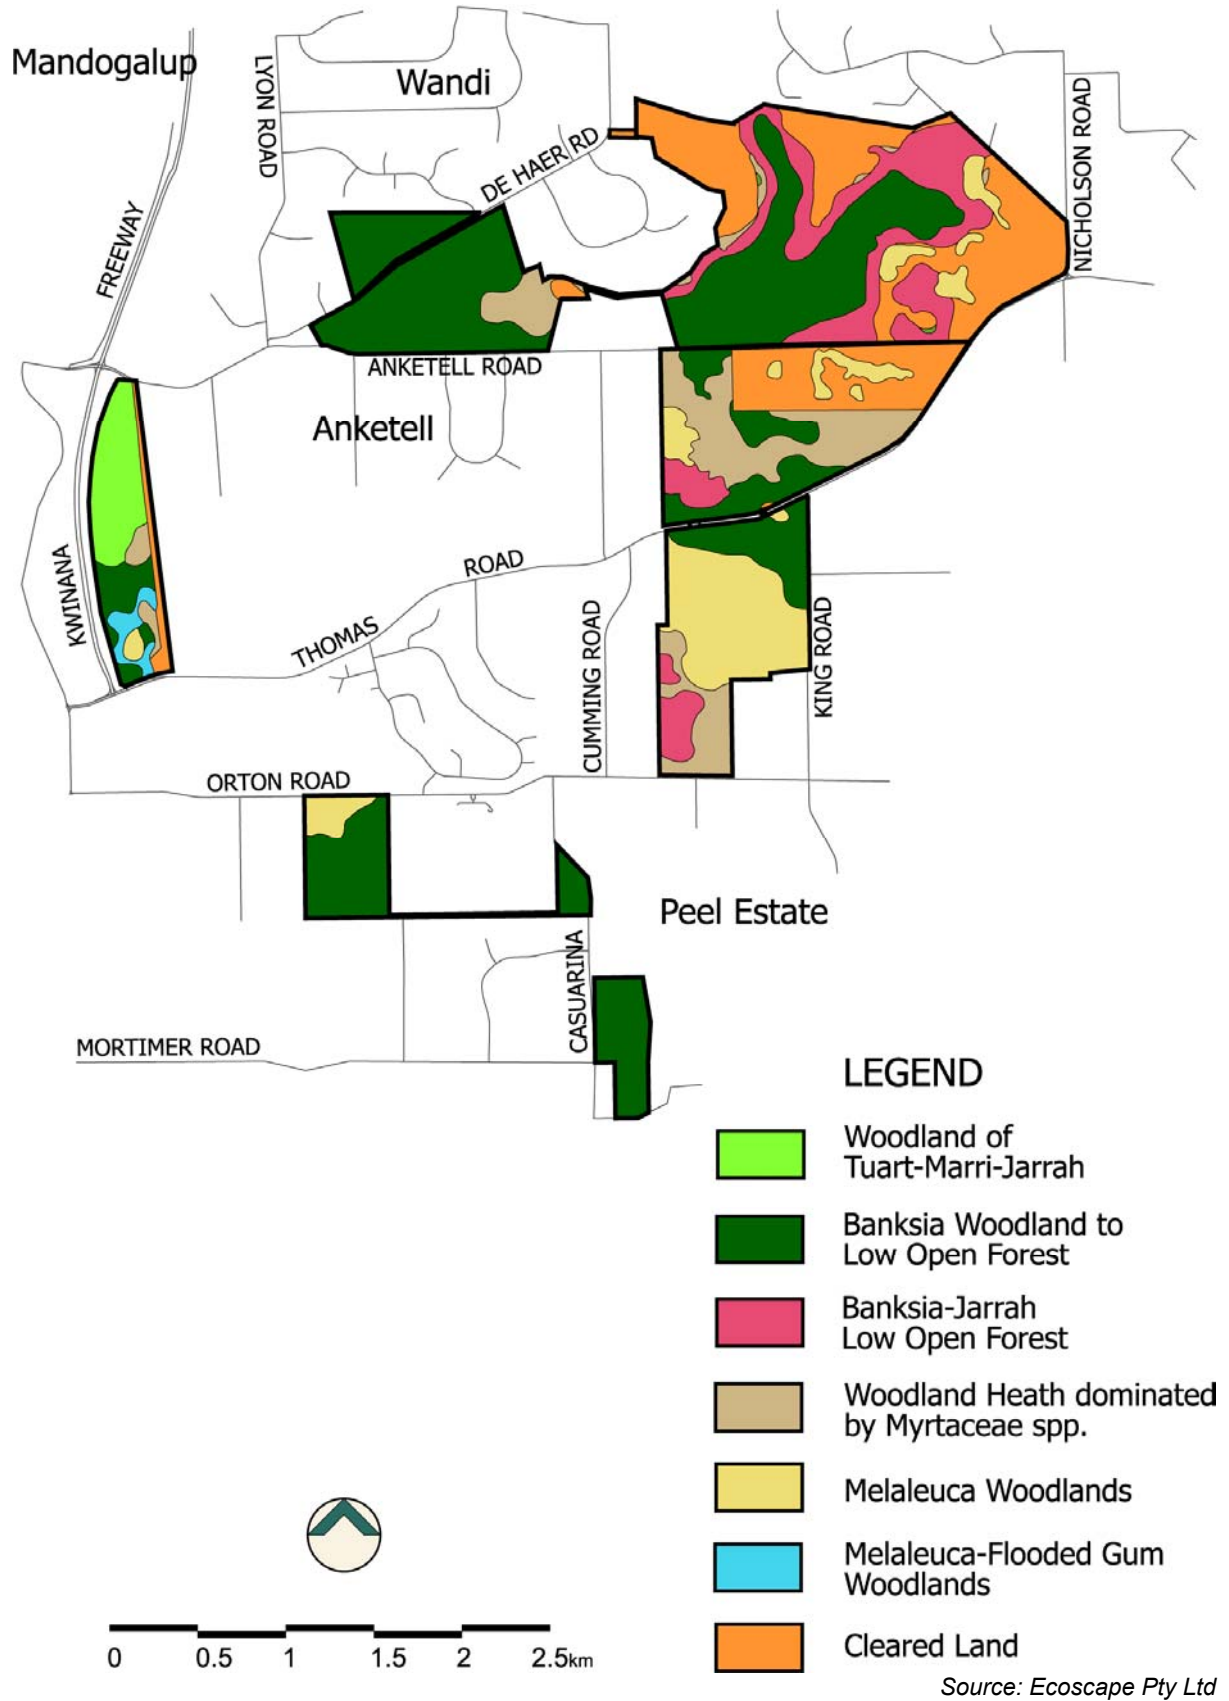 Mandogalup
LYON ROAD
Wandi
DE HAER RD
NICHOLSON ROAD
FREEWAY
ANKETELL ROAD
Anketell
KWINANA
THOMAS
ROAD
CUMMING ROAD
KING ROAD
ORTON ROAD
Peel Estate
CASUARINA
MORTIMER ROAD
LEGEND
Woodland of
Tuart-Marri-Jarrah
Banksia Woodland to
Low Open Forest
Banksia-Jarrah
Low Open Forest
Woodland Heath dominated
by Myrtaceae spp.
Melaleuca Woodlands
Melaleuca-Flooded Gum
Woodlands
Cleared Land
0 0.5 1 1.5 2 2.5km
Source: Ecoscape Pty Ltd